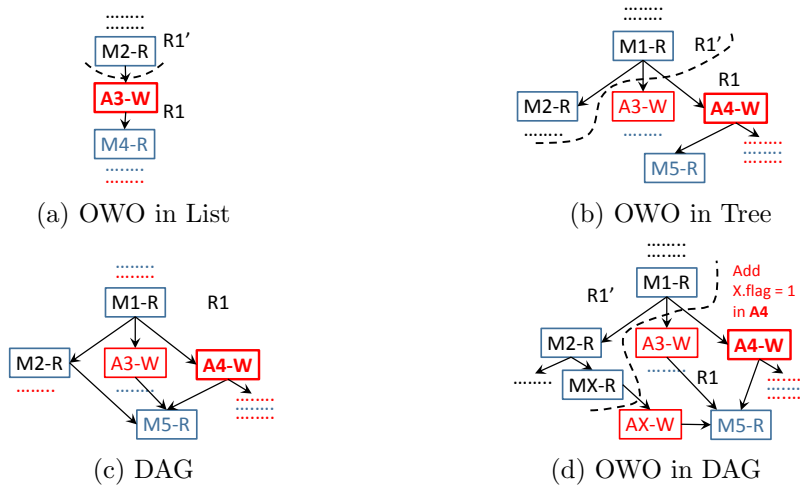 M2-R
R1’
A3-W
R1
M4-R
(a) OWO in List
M1-R
R1’
R1
M2-R
A3-W
A4-W
M5-R
(b) OWO in Tree
M1-R
R1
M2-R
A3-W
A4-W
M5-R
(c) DAG
Add
X.flag = 1
in A4
R1’
M1-R
M2-R
A3-W
A4-W
MX-R
R1
AX-W
M5-R
(d) OWO in DAG